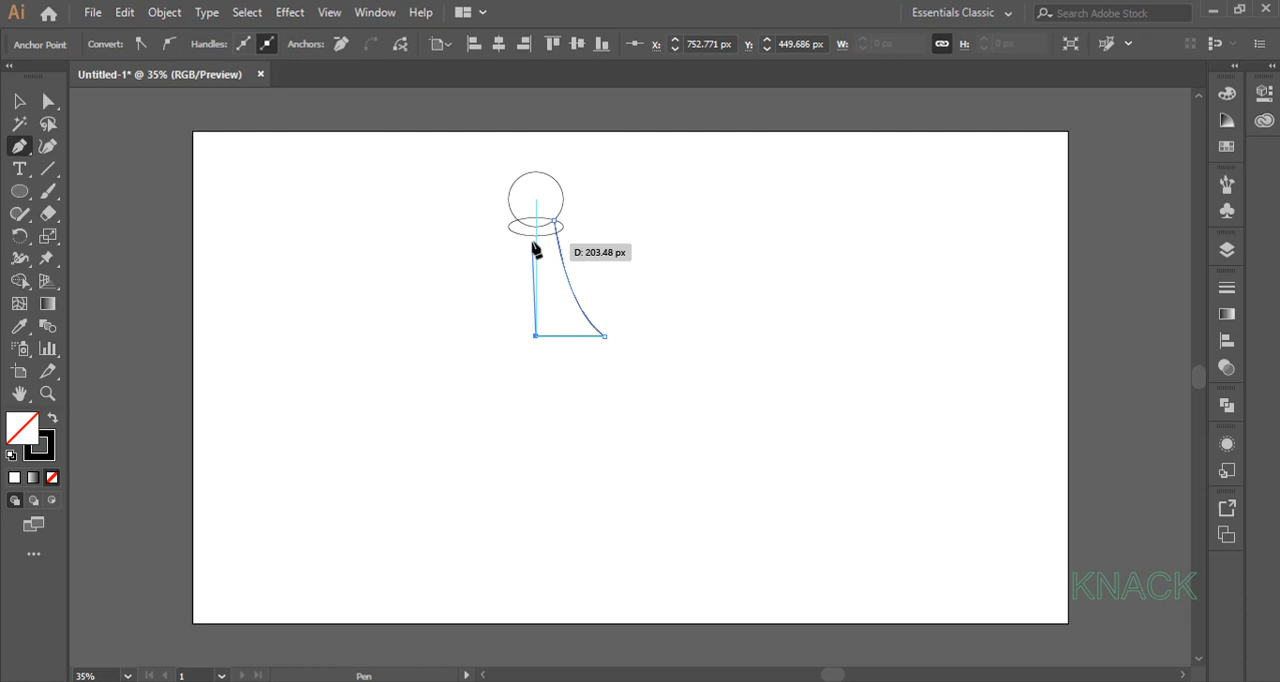 Ai File Edit Object Type Select Effect View Window Help Essentials Classic Search Adobe Stock
Anchor Point Convert: Handles: Anchors: X: 752.771 px Y: 449.686 px W: 0 px H: 0 px
Untitled-1* @ 35% (RGB/Preview) ×
D: 203.48 px
KNACK
35% 1 Pen